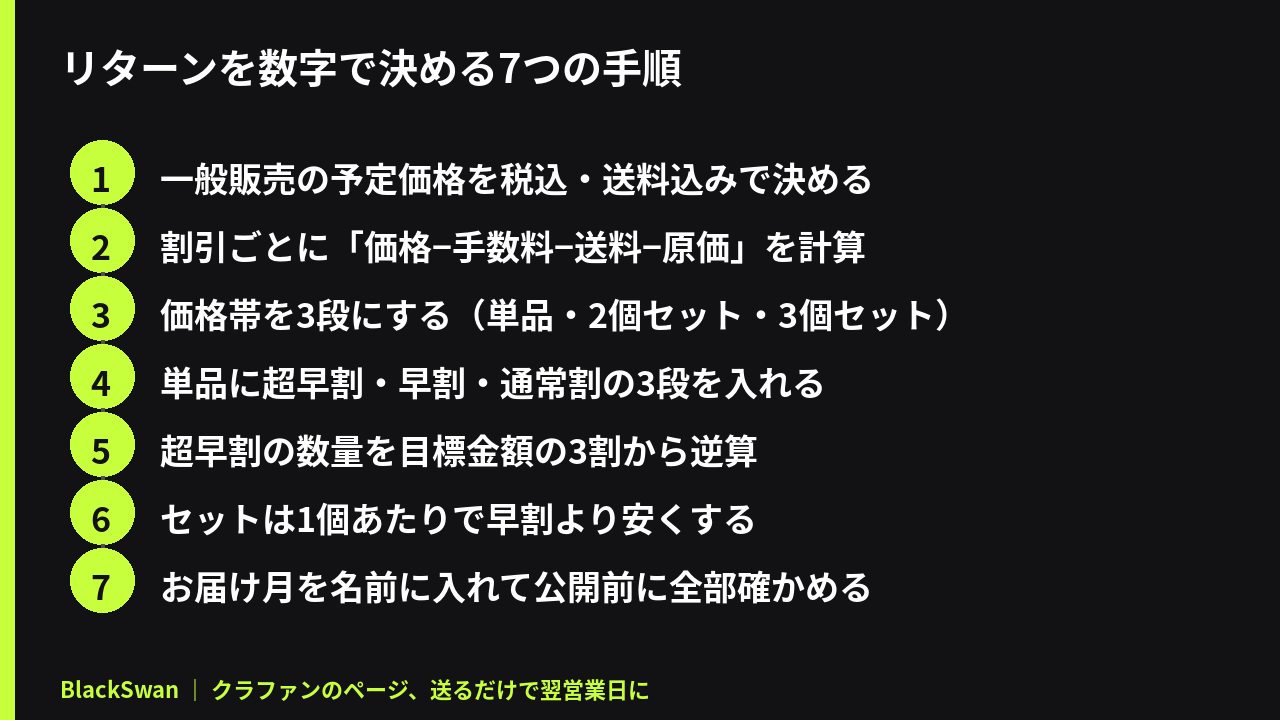 リターンを数字で決める7つの手順
1 一般販売の予定価格を税込・送料込みで決める
2 割引ごとに「価格−手数料−送料−原価」を計算
3 価格帯を3段にする（単品・2個セット・3個セット）
4 単品に超早割・早割・通常割の3段を入れる
5 超早割の数量を目標金額の3割から逆算
6 セットは1個あたりで早割より安くする
7 お届け月を名前に入れて公開前に全部確かめる
BlackSwan｜クラファンのページ、送るだけで翌営業日に